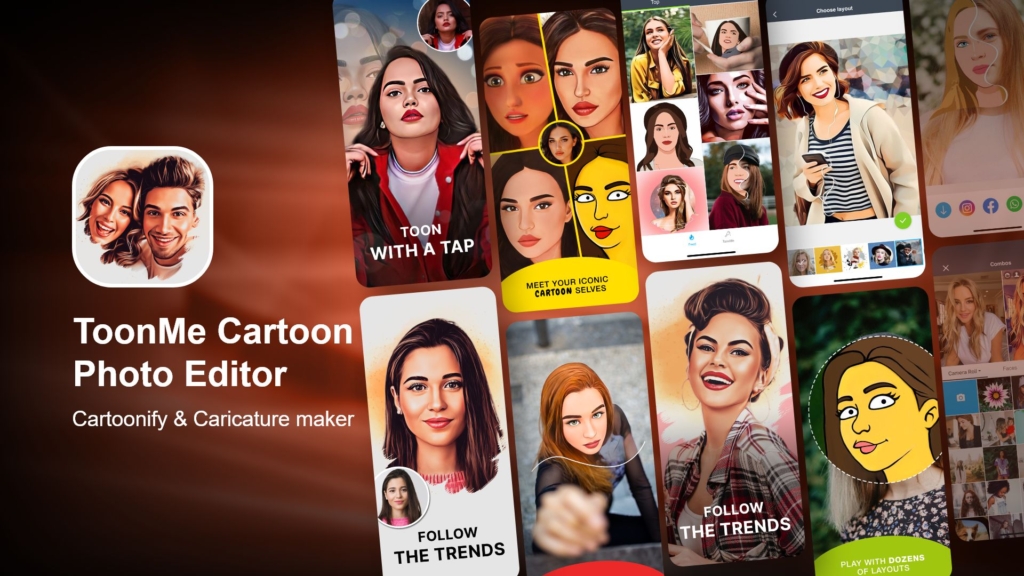 ToonMe Cartoon
Photo Editor
Cartoonify & Caricature maker
TOON
WITH A TAP
MEET YOUR ICONIC
CARTOON SELVES
Top
Choose layout
FOLLOW
THE TRENDS
FOLLOW
THE TRENDS
PLAY WITH DOZENS
OF LAYOUTS
Combos
Camera Roll
Faces